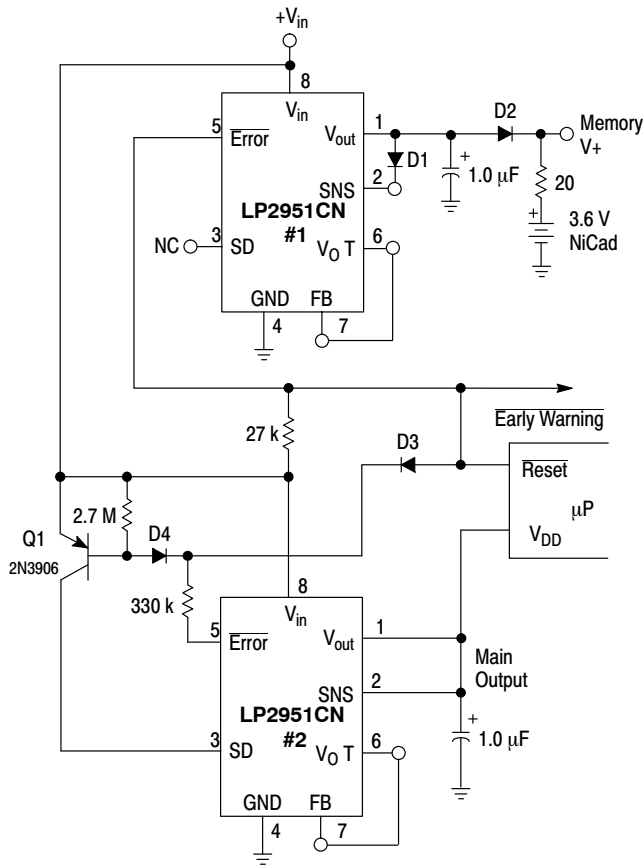 +Vin
8
Vin
5
Error
Vout
1
D2
Memory
V+
D1
SNS
2
1.0 µF
20
LP2951CN
#1
NC
3
SD
VO T
6
3.6 V
NiCad
GND
FB
4
7
Early Warning
27 k
D3
Reset
µP
VDD
2.7 M
D4
Q1
2N3906
330 k
8
Vin
5
Error
Vout
1
Main
Output
SNS
2
LP2951CN
#2
3
SD
VO T
6
1.0 µF
GND
FB
4
7